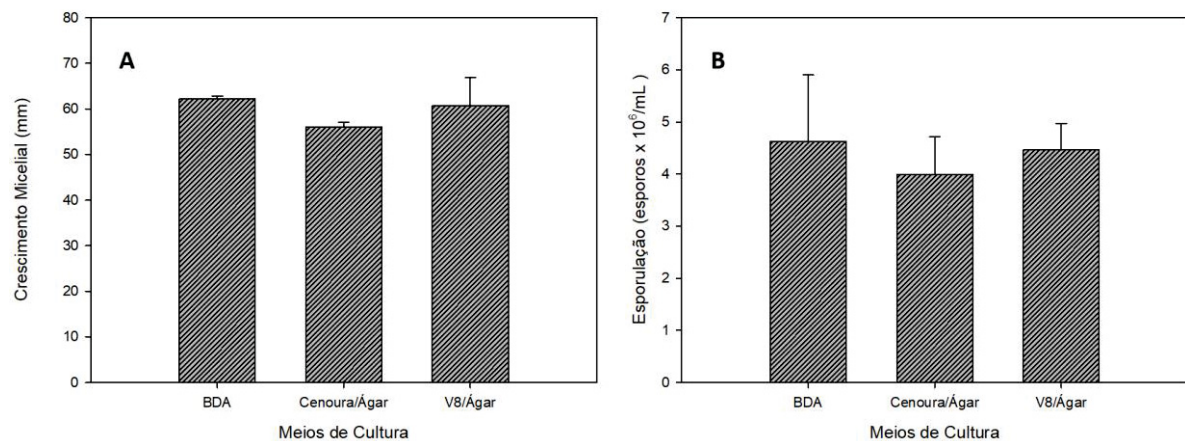 A
Crescimento Micelial (mm)
80
70
60
50
40
30
20
10
0
BDA Cenoura/Ágar V8/Ágar
Meios de Cultura
B
Esporulação (esporos x 10⁶/mL )
7
6
5
4
3
2
1
0
BDA Cenoura/Ágar V8/Ágar
Meios de Cultura